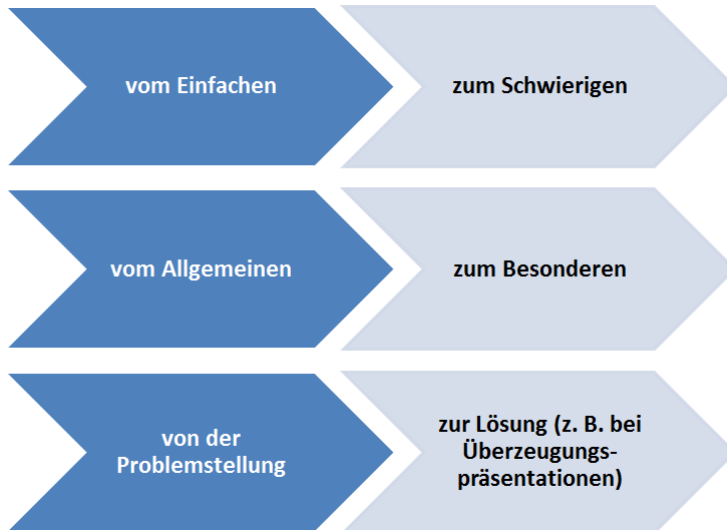 vom Einfachen
zum Schwierigen
vom Allgemeinen
zum Besonderen
von der
Problemstellung
zur Lösung (z. B. bei
Überzeugungs-
präsentationen)